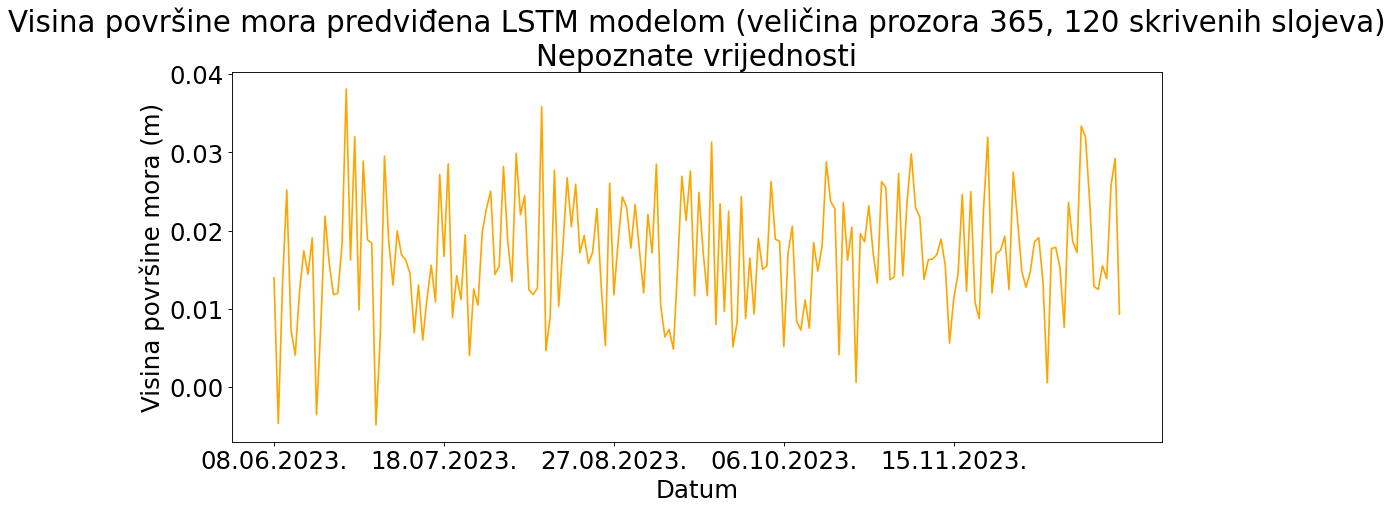 Visina površine mora predviđena LSTM modelom (veličina prozora 365, 120 skrivenih slojeva)
Nepoznate vrijednosti
Visina površine mora (m)
0.04
0.03
0.02
0.01
0.00
08.06.2023. 18.07.2023. 27.08.2023. 06.10.2023. 15.11.2023.
Datum